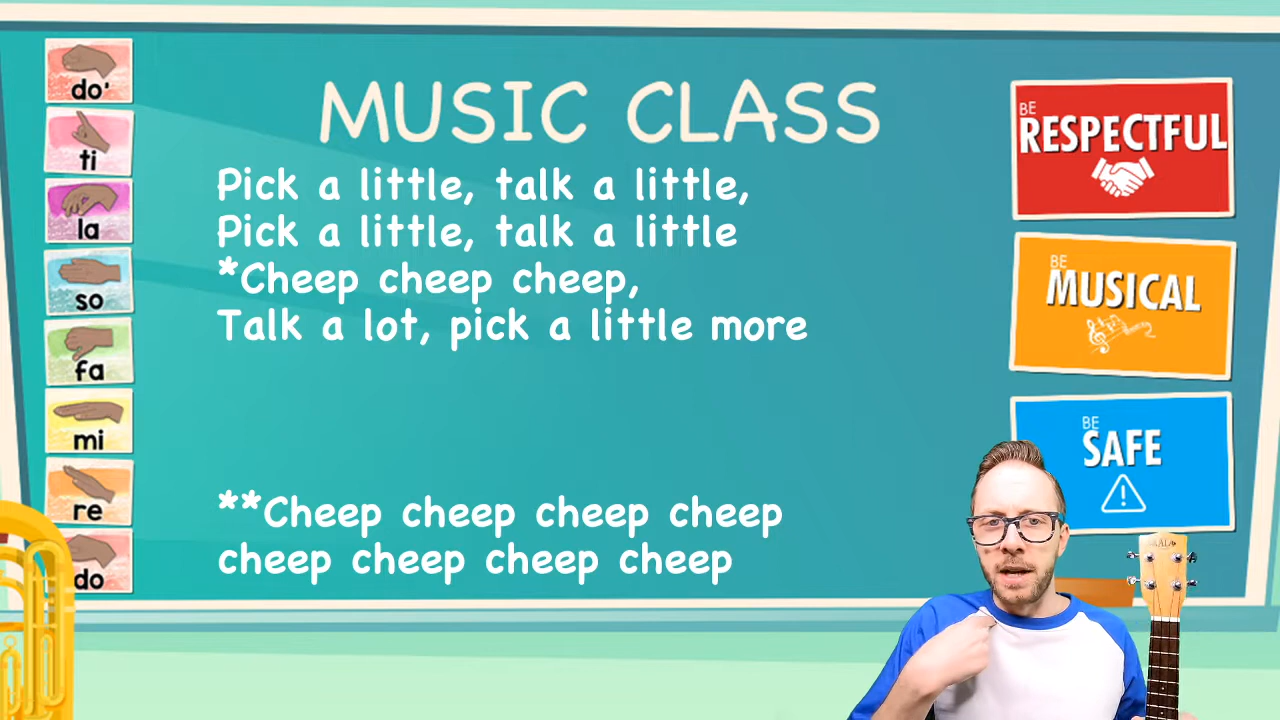 do'
ti
la
so
fa
mi
re
do
MUSIC CLASS
Pick a little, talk a little,
Pick a little, talk a little
*Cheep cheep cheep,
Talk a lot, pick a little more
**Cheep cheep cheep cheep
cheep cheep cheep cheep
BE
RESPECTFUL
BE
MUSICAL
BE
SAFE
KALA